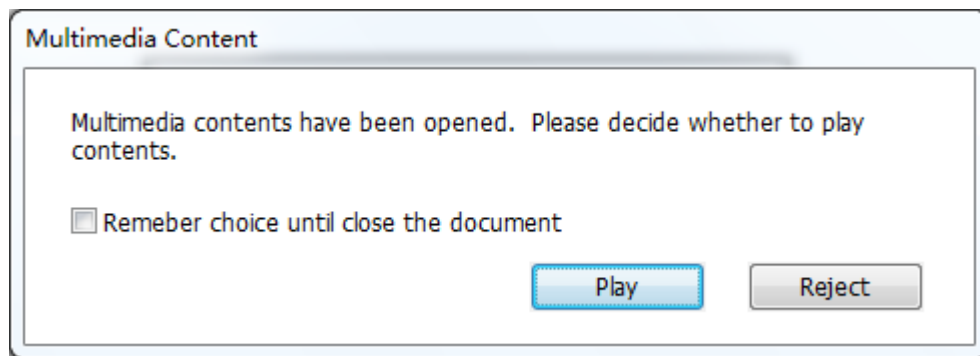 Multimedia Content
Multimedia contents have been opened.  Please decide whether to play
contents.
Remeber choice until close the document
Play
Reject